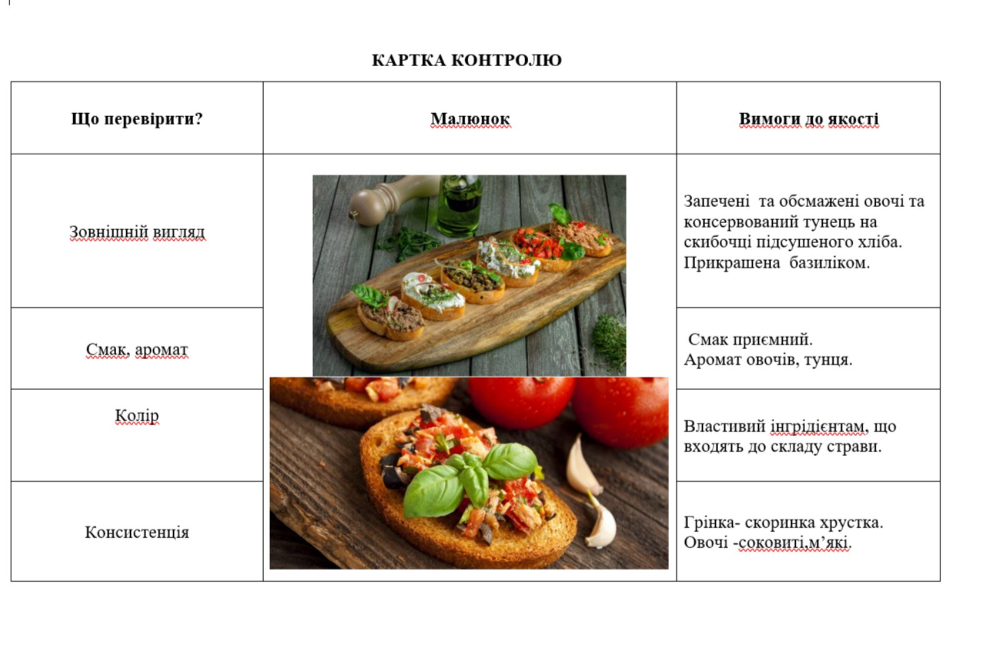 КАРТКА КОНТРОЛЮ
Що перевірити?
Малюнок
Вимоги до якості
Зовнішній вигляд
Запечені  та обсмажені овочі та
консервований тунець на
скибочці підсушеного хліба.
Прикрашена  базиліком.
Смак, аромат
Смак приємний.
Аромат овочів, тунця.
Колір
Властивий інгрідієнтам, що
входять до складу страви.
Консистенція
Грінка- скоринка хрустка.
Овочі -соковиті,м’які.